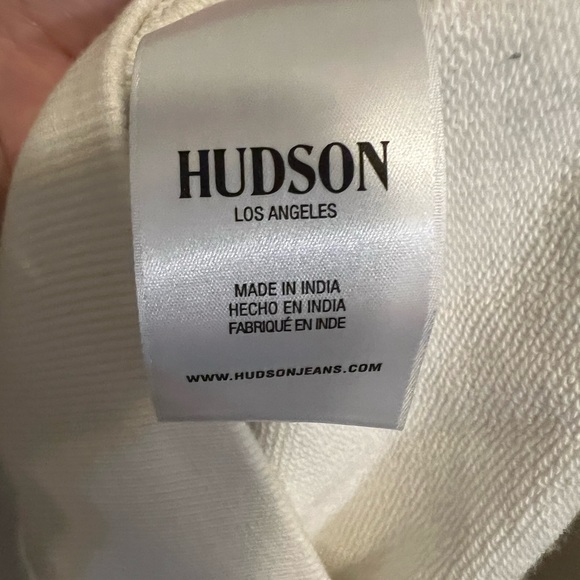 HUDSON
LOS ANGELES
MADE IN INDIA
HECHO EN INDIA
FABRIQUÉ EN INDE
WWW.HUDSONJEANS.COM